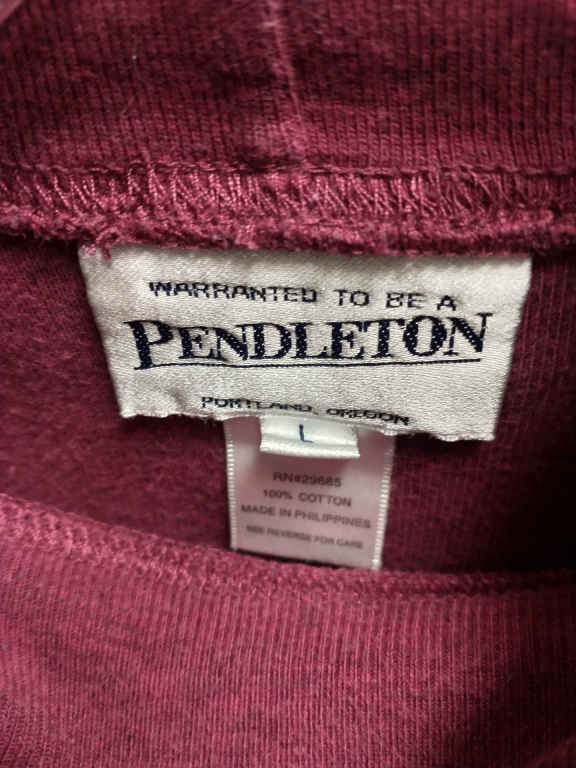 WARRANTED TO BE A
PENDLETON
PORTLAND, OREGON
L
RN#29685
100% COTTON
MADE IN PHILIPPINES
SEE REVERSE FOR CARE